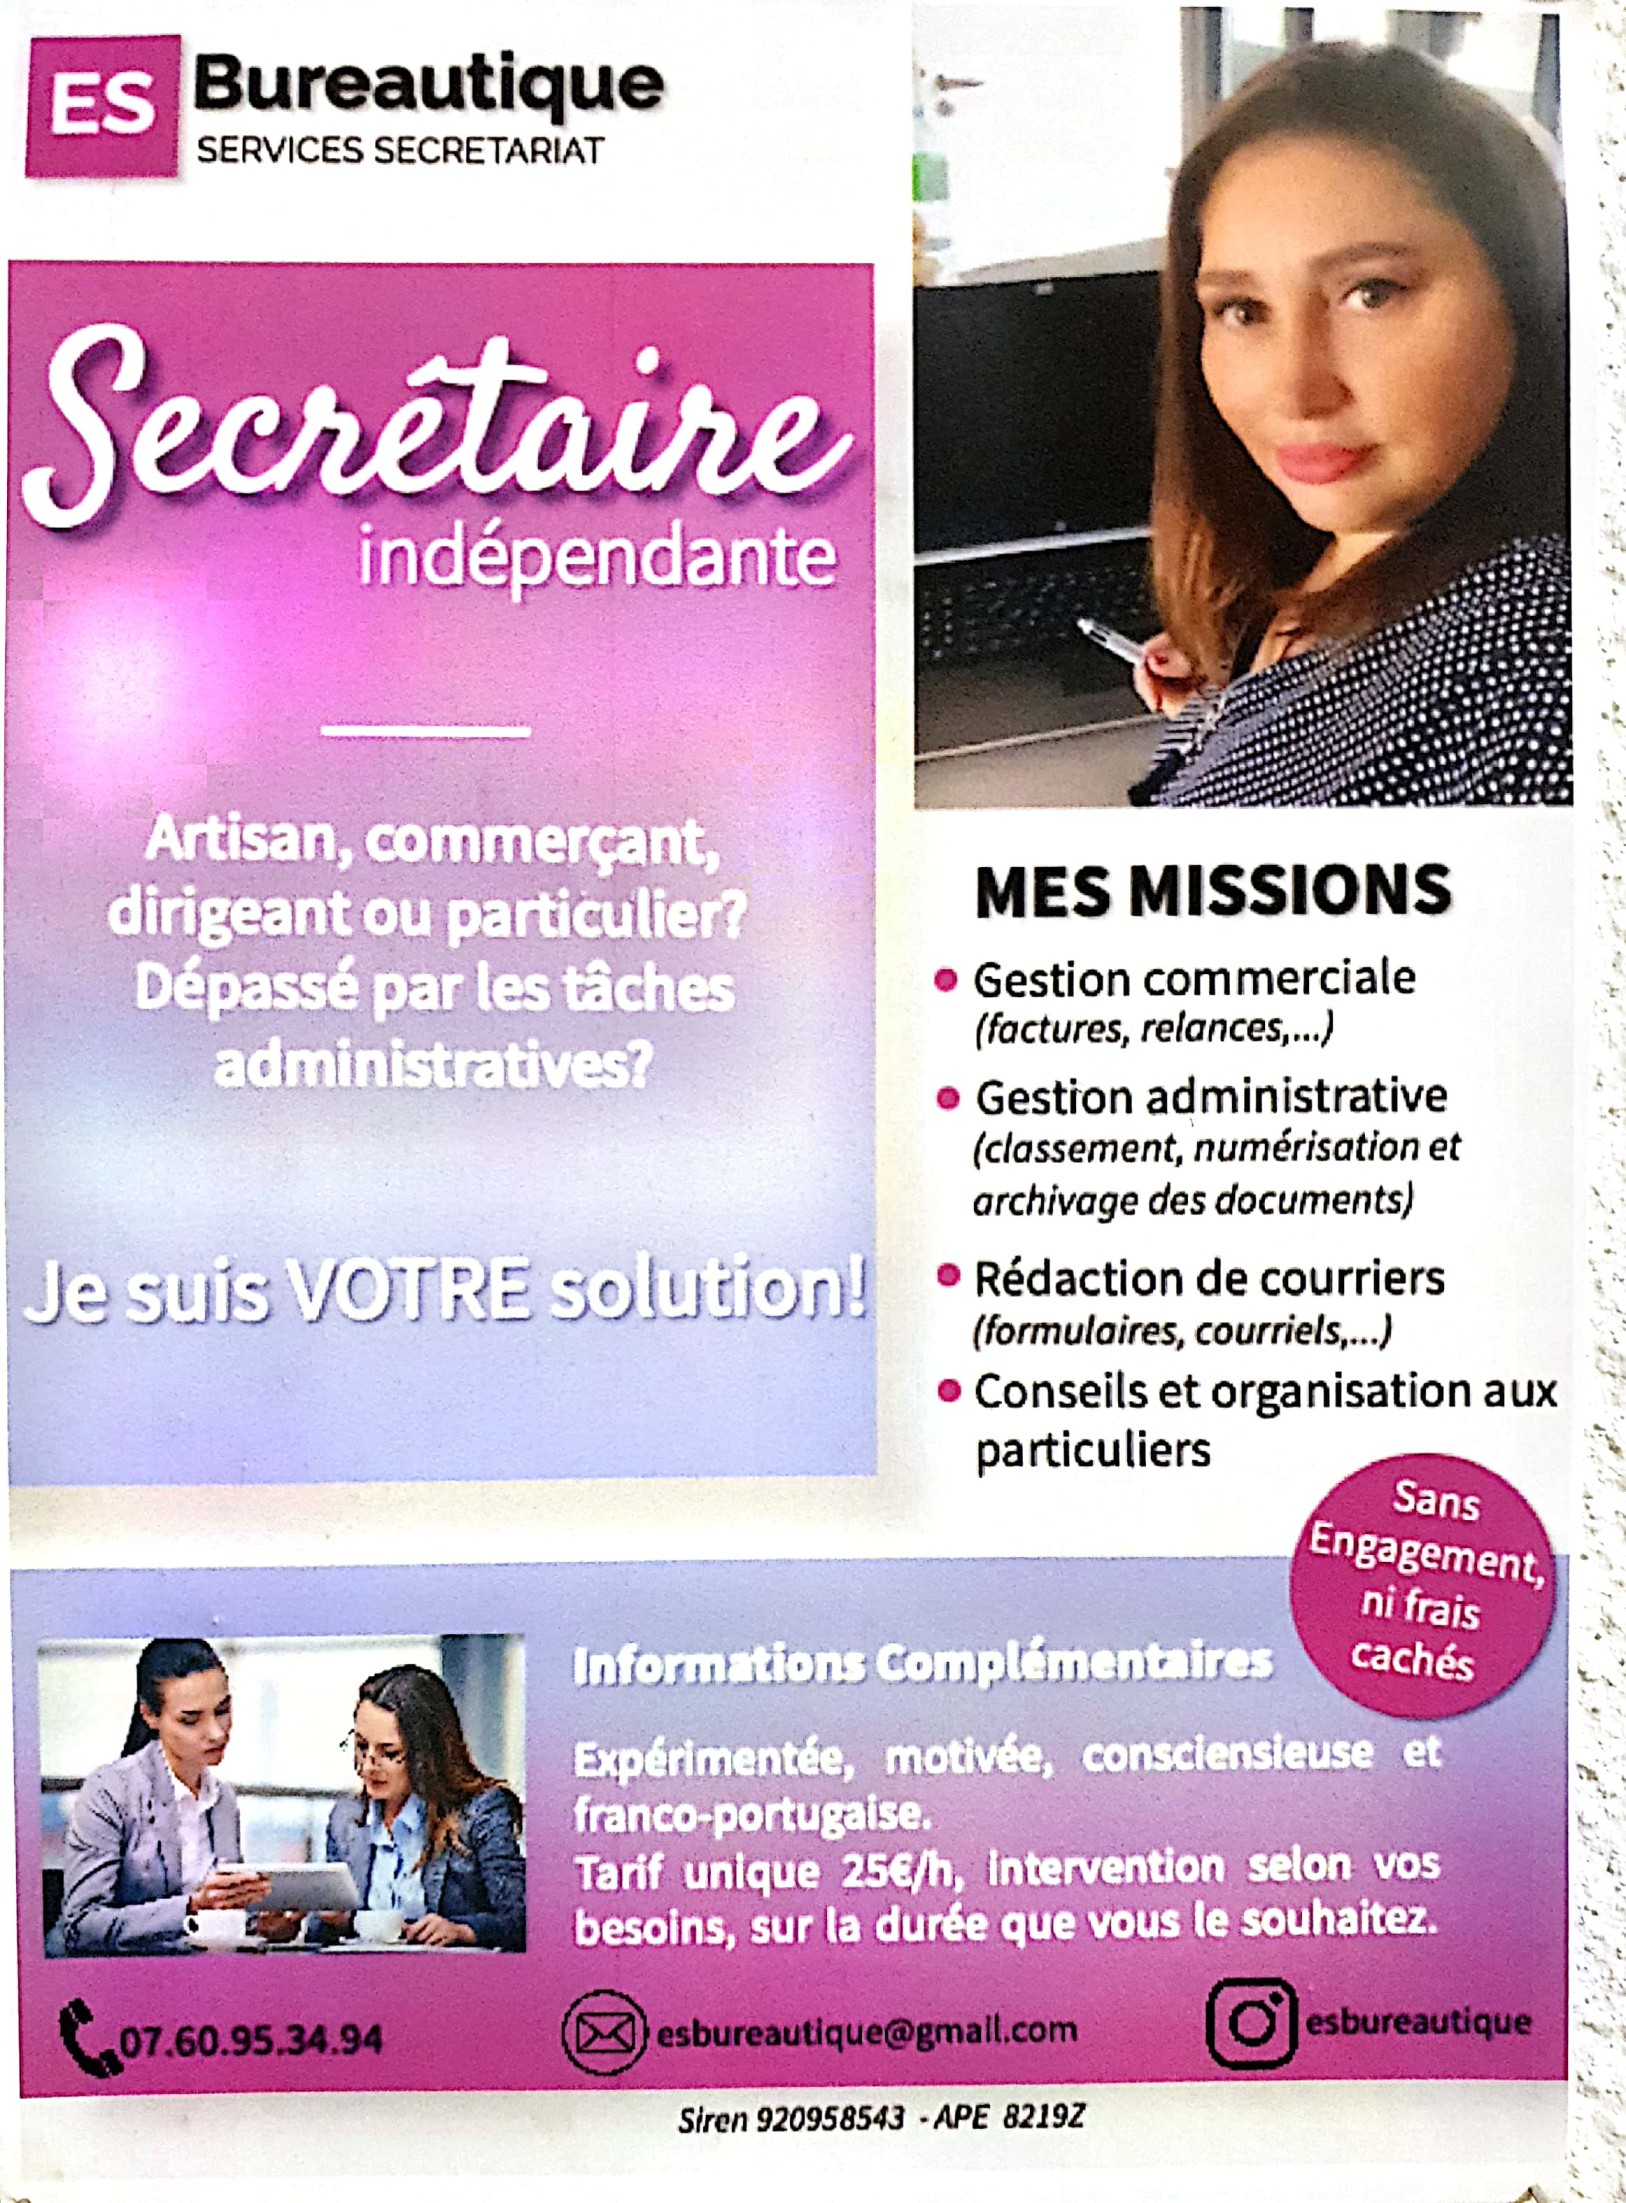 ES
Bureautique
SERVICES SECRETARIAT
Secrétaire
indépendante
Artisan, commerçant,
dirigeant ou particulier?
Dépassé par les tâches
administratives?
Je suis VOTRE solution!
MES MISSIONS
Gestion commerciale
(factures, relances,...)
Gestion administrative
(classement, numérisation et
archivage des documents)
Rédaction de courriers
(formulaires, courriels,...)
Conseils et organisation aux
particuliers
Sans
Engagement,
ni frais
cachés
Informations Complémentaires
Expérimentée, motivée, consciensieuse et
franco-portugaise.
Tarif unique 25€/h, intervention selon vos
besoins, sur la durée que vous le souhaitez.
07.60.95.34.94
esbureautique@gmail.com
esbureautique
Siren 920958543 - APE 8219Z